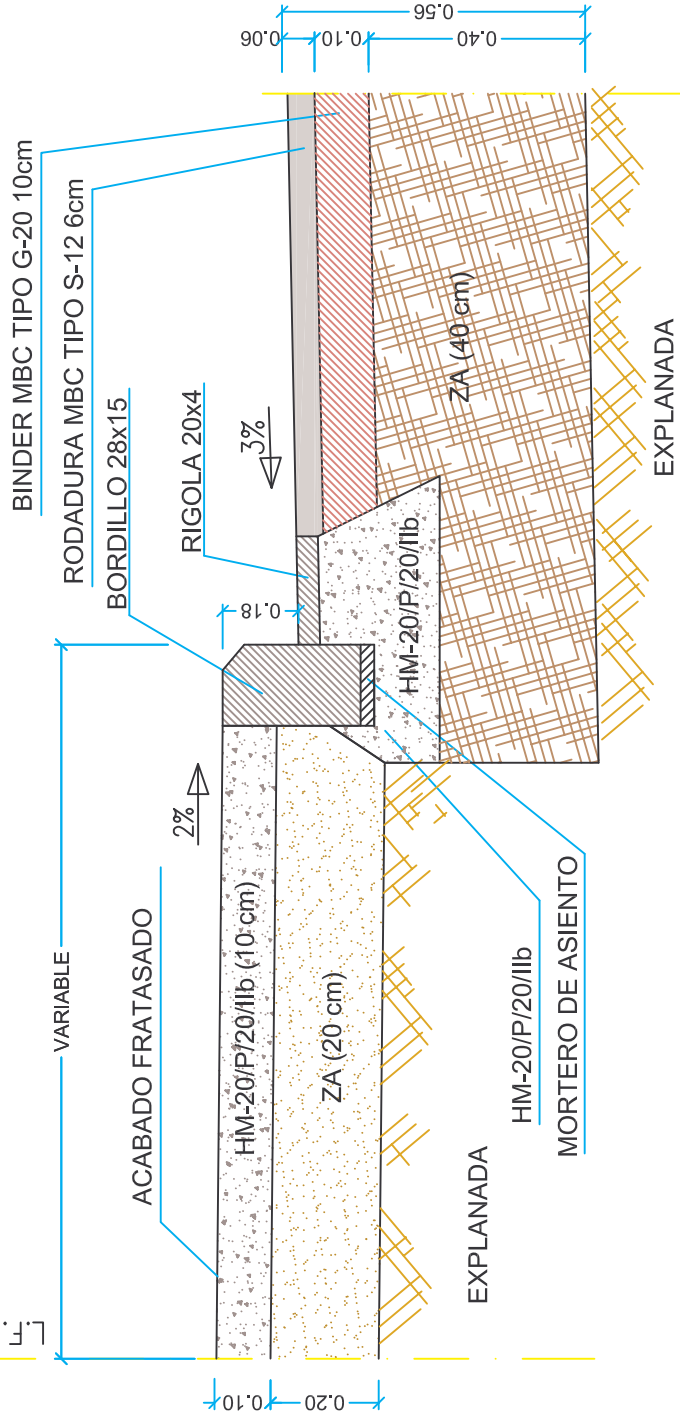 L.F.
VARIABLE
ACABADO FRATASADO
2%
HM-20/P/20/IIb (10 cm)
ZA (20 cm)
EXPLANADA
0.10
0.20
BINDER MBC TIPO G-20 10cm
RODADURA MBC TIPO S-12 6cm
BORDILLO 28x15
RIGOLA 20x4
3%
0.18
HM-20/P/20/IIb
ZA (40 cm)
EXPLANADA
HM-20/P/20/IIb
MORTERO DE ASIENTO
0.06
0.10
0.40
0.56